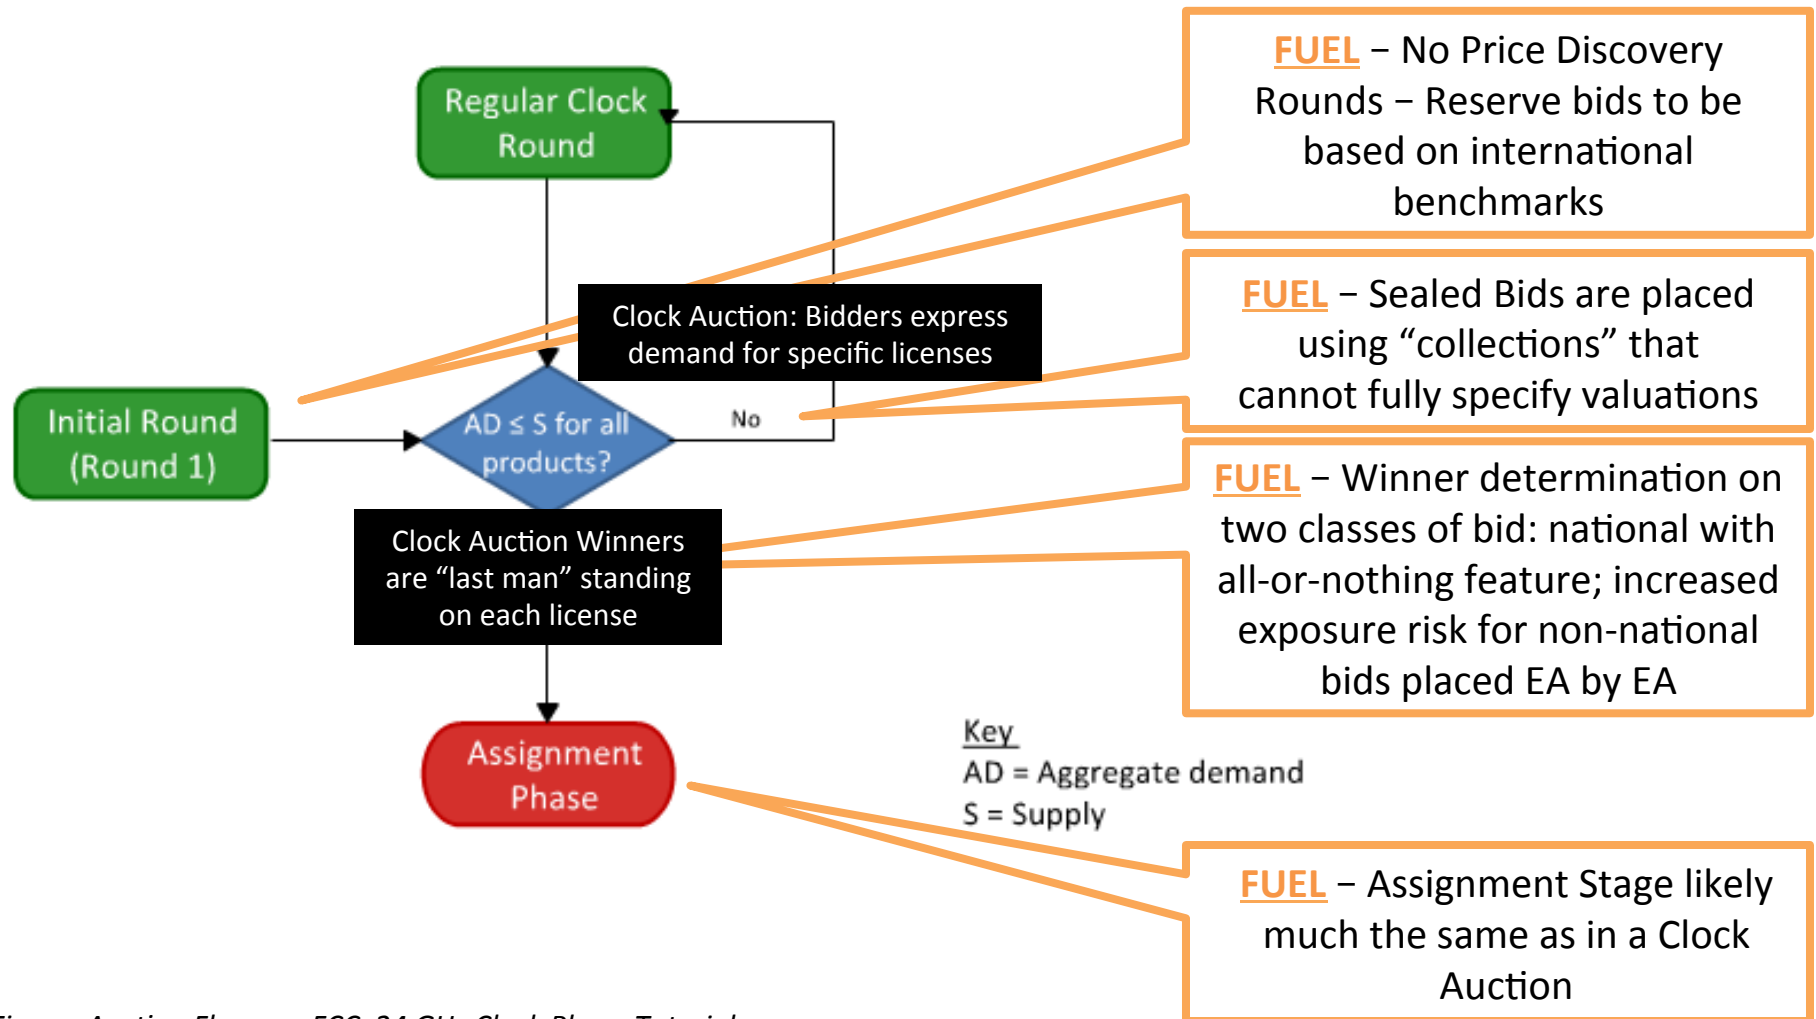 FUEL – No Price Discovery
Rounds – Reserve bids to be
based on international
benchmarks
Regular Clock
Round
Clock Auction: Bidders express
demand for specific licenses
FUEL – Sealed Bids are placed
using “collections” that
cannot fully specify valuations
Initial Round
(Round 1)
AD ≤ S for all
products?
No
FUEL – Winner determination on
two classes of bid: national with
all-or-nothing feature; increased
exposure risk for non-national
bids placed EA by EA
Clock Auction Winners
are “last man” standing
on each license
Assignment
Phase
Key
AD = Aggregate demand
S = Supply
FUEL – Assignment Stage likely
much the same as in a Clock
Auction